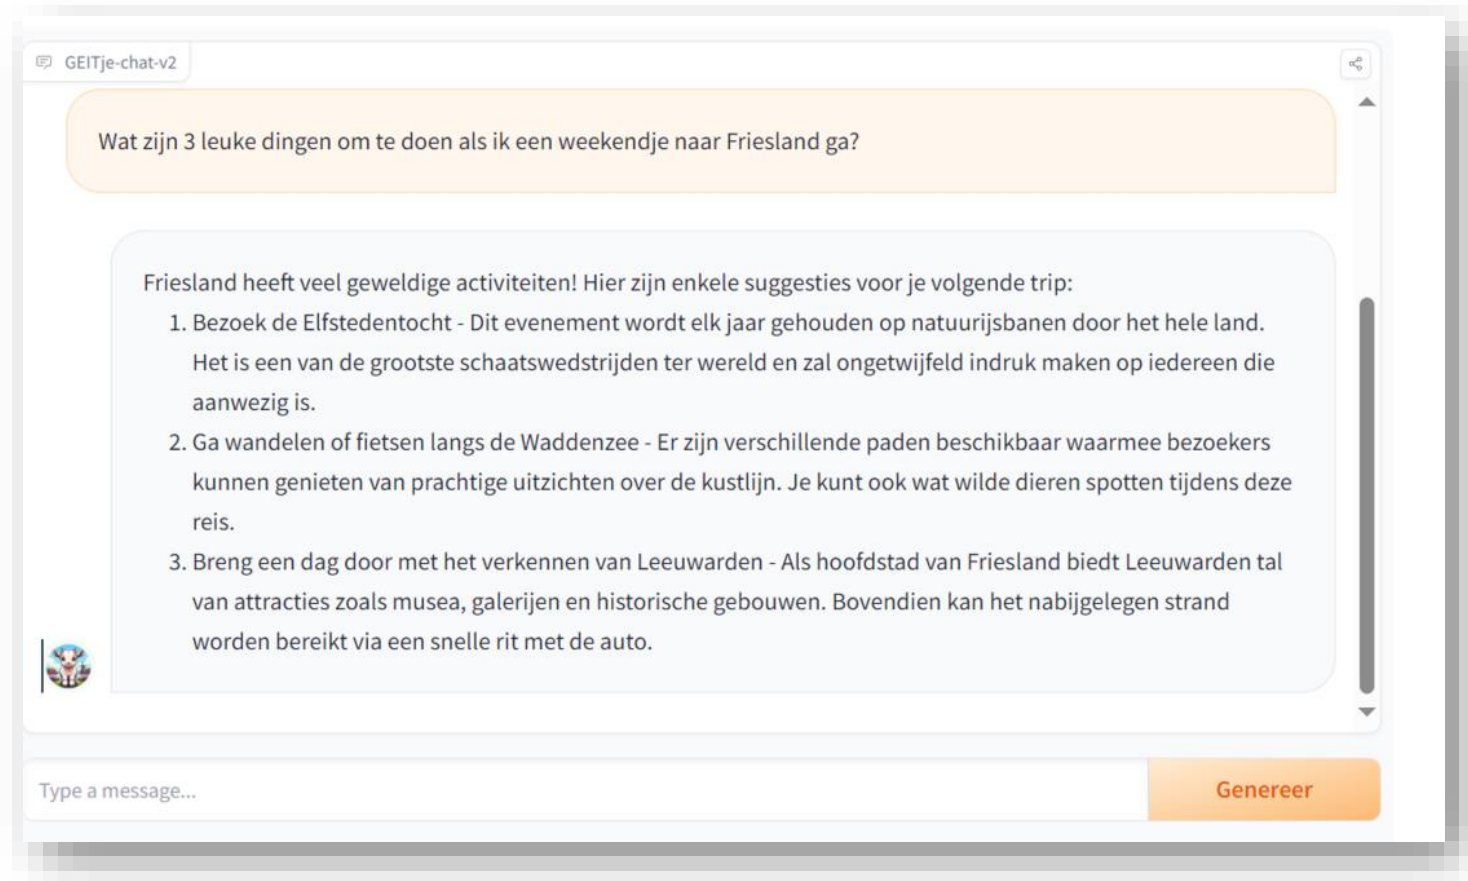 GEITje-chat-v2
Wat zijn 3 leuke dingen om te doen als ik een weekendje naar Friesland ga?
Friesland heeft veel geweldige activiteiten! Hier zijn enkele suggesties voor je volgende trip:
1. Bezoek de Elfstedentocht - Dit evenement wordt elk jaar gehouden op natuurijsbanen door het hele land.
Het is een van de grootste schaatswedstrijden ter wereld en zal ongetwijfeld indruk maken op iedereen die
aanwezig is.
2. Ga wandelen of fietsen langs de Waddenzee - Er zijn verschillende paden beschikbaar waarmee bezoekers
kunnen genieten van prachtige uitzichten over de kustlijn. Je kunt ook wat wilde dieren spotten tijdens deze
reis.
3. Breng een dag door met het verkennen van Leeuwarden - Als hoofdstad van Friesland biedt Leeuwarden tal
van attracties zoals musea, galerijen en historische gebouwen. Bovendien kan het nabijgelegen strand
worden bereikt via een snelle rit met de auto.
Type a message...
Genereer